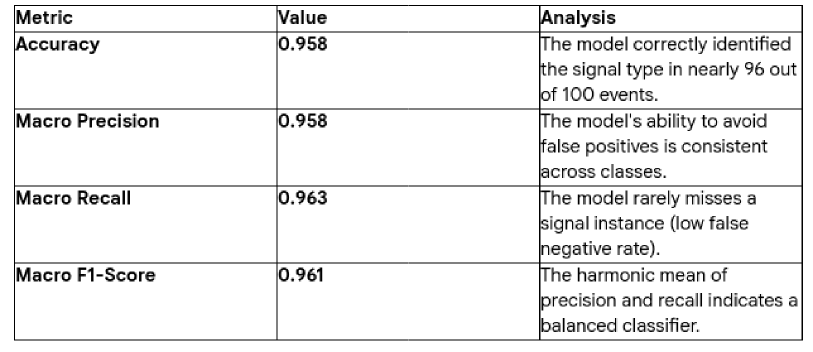 Metric Value Analysis
Accuracy 0.958 The model correctly identified
the signal type in nearly 96 out
of 100 events.
Macro Precision 0.958 The model's ability to avoid
false positives is consistent
across classes.
Macro Recall 0.963 The model rarely misses a
signal instance (low false
negative rate).
Macro F1-Score 0.961 The harmonic mean of
precision and recall indicates a
balanced classifier.